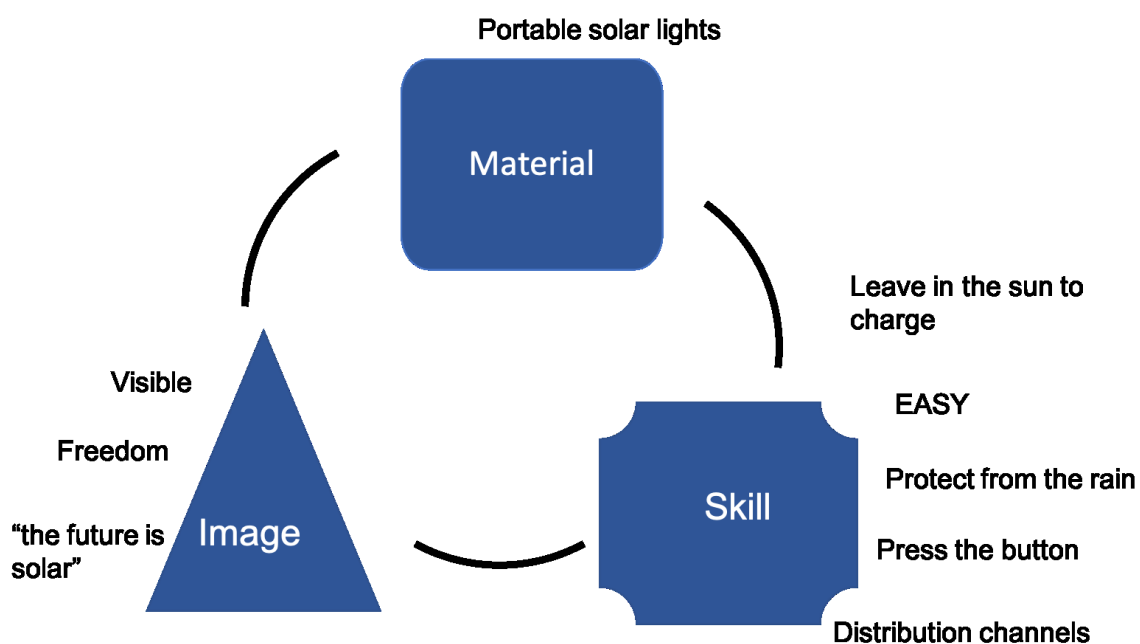 Portable solar lights
Material
Leave in the sun to
charge
Visible
EASY
Freedom
Protect from the rain
Skill
“the future is
solar”
Image
Press the button
Distribution channels